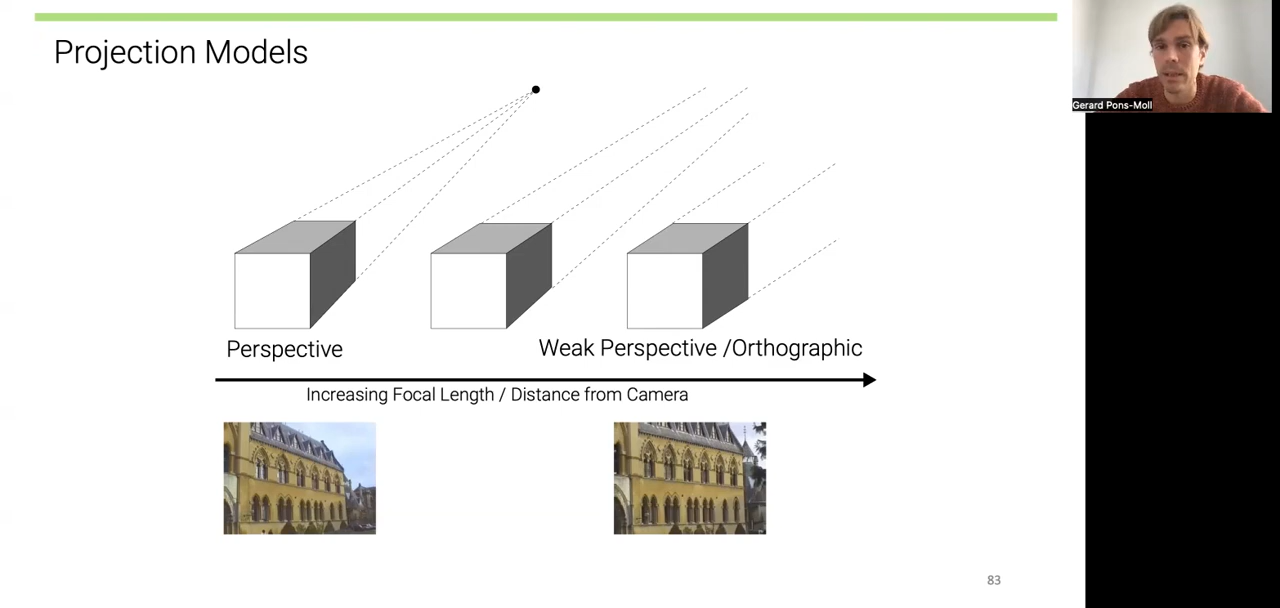 Projection Models
Gerard Pons-Moll
Perspective
Weak Perspective /Orthographic
Increasing Focal Length / Distance from Camera
83